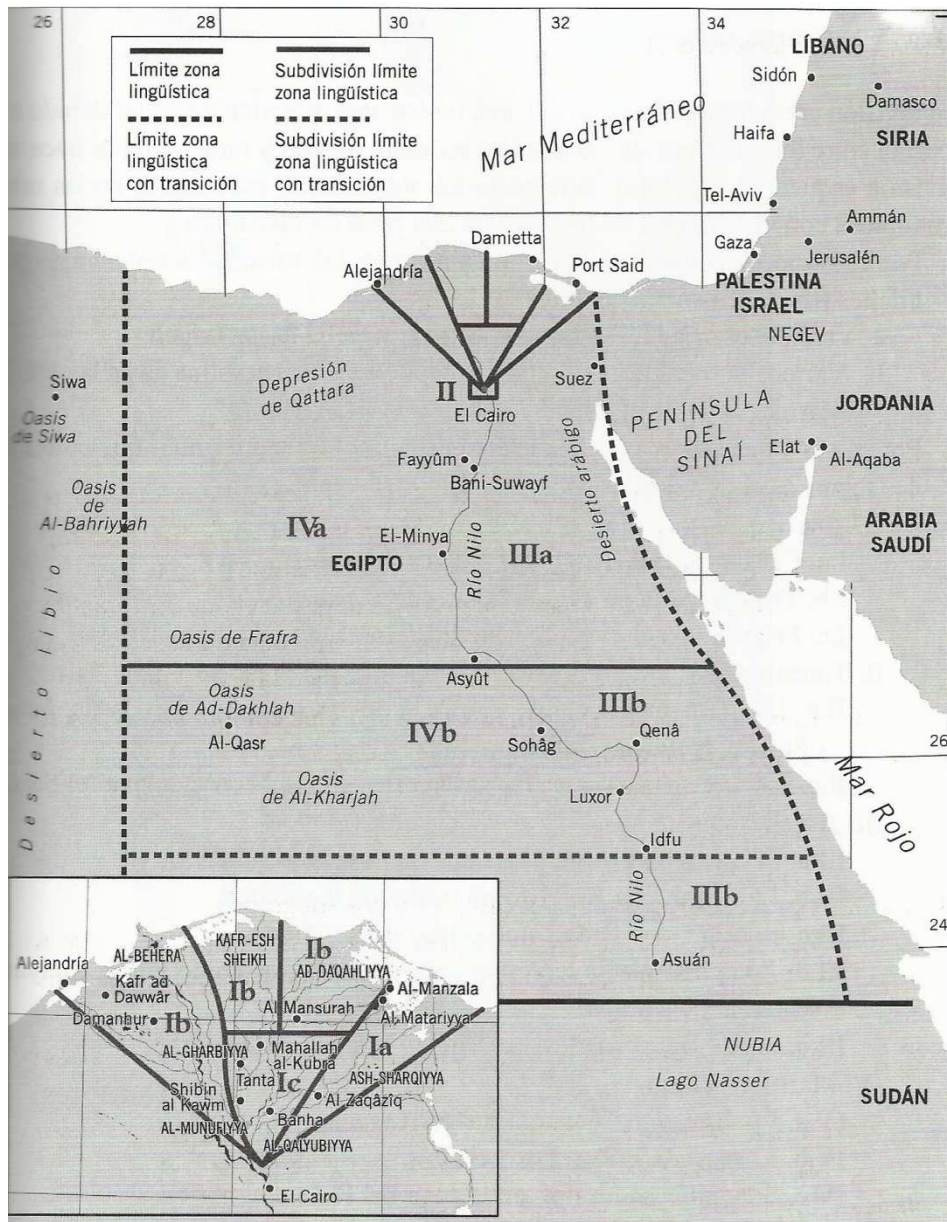 26
28
30
31
32
34
Límite zona
lingüística
Subdivisión límite
zona lingüística
Límite zona
lingüística
con transición
Subdivisión límite
zona lingüística
con transición
Mar Mediterráneo
LÍBANO
Sidón
Damasco
SIRIA
Haifa
Tel-Aviv
Ammán
Gaza
Jerusalén
PALESTINA
ISRAEL
NEGEV
Damietta
Alejandría
Port Said
Siwa
Oasis
de Siwa
Depresión
de Qattara
II
El Cairo
Suez
PENÍNSULA
DEL
SINAÍ
JORDANIA
Elat
Al-Aqaba
Fayyûm
Bani-Suwayf
Desierto arábigo
Oasis
de
Al-Bahriyyah
IVa
El-Minya
EGIPTO
Río Nilo
IIIa
ARABIA
SAUDÍ
Desierto líbio
Oasis de Frafra
Asyût
Oasis
de Ad-Dakhlah
Al-Qasr
IVb
Sohâg
IIIb
Qenâ
26
Oasis
de Al-Kharjah
Luxor
Mar Rojo
Idfu
Río Nilo
IIIb
24
Asuán
NUBIA
Lago Nasser
SUDÁN
AL-BEHERA
KAFR-ESH
SHEIKH
Ib
AD-DAQAHLIYYA
Alejandría
Kafr ad
Dawwâr
Ib
Al-Manzala
Damanhur
Ib
Al Mansurah
Al-Matariyya
AL-GHARBIYYA
Mahallah
al-Kubra
Ia
Tanta
Ic
ASH-SHARQIYYA
Shibin
al Kawm
Al Zaqâzîq
Banha
AL-MUNUFIYYA
AL-QALYUBIYYA
El Cairo